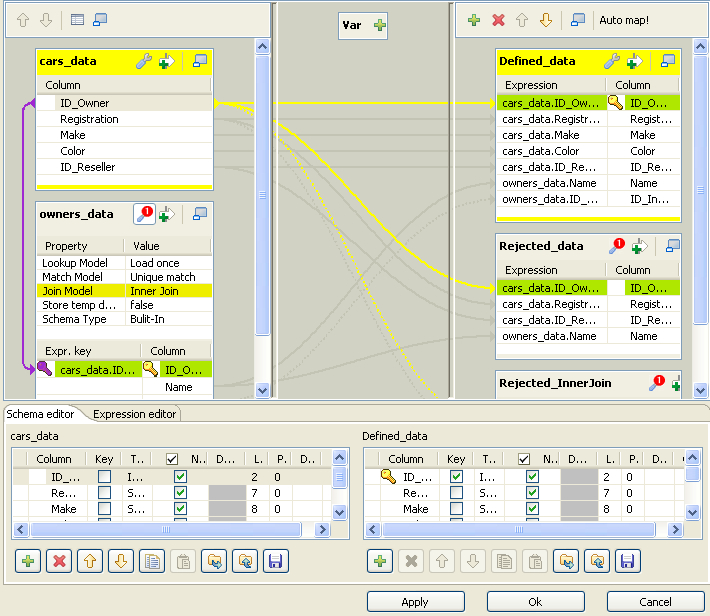 Var
Auto map!
cars_data
Column
ID_Owner
Registration
Make
Color
ID_Reseller
owners_data
Property Value
Lookup Model Load once
Match Model Unique match
Join Model Inner Join
Store temp d... false
Schema Type Bulit-In
Expr. key Column
cars_data.ID... ID_O...
Name
Defined_data
Expression Column
cars_data.ID_Ow... ID_O...
cars_data.Registr... Regist...
cars_data.Make Make
cars_data.Color Color
cars_data.ID_Re... ID_Re...
owners_data.Name Name
owners_data.ID_... ID_In...
Rejected_data
Expression Column
cars_data.ID_Ow... ID_O...
cars_data.Registr... Regist...
cars_data.ID_Re... ID_Re...
owners_data.Name Name
Rejected_InnerJoin
Schema editor Expression editor
cars_data
Column Key T.. N.. D... L. P. D...
ID_... I... 2 0
Re... S... 7 0
Make S... 8 0
Defined_data
Column Key T.. N.. D... L. P. D...
ID_... I... 2 0
Re... S... 7 0
Make S... 8 0
Apply Ok Cancel